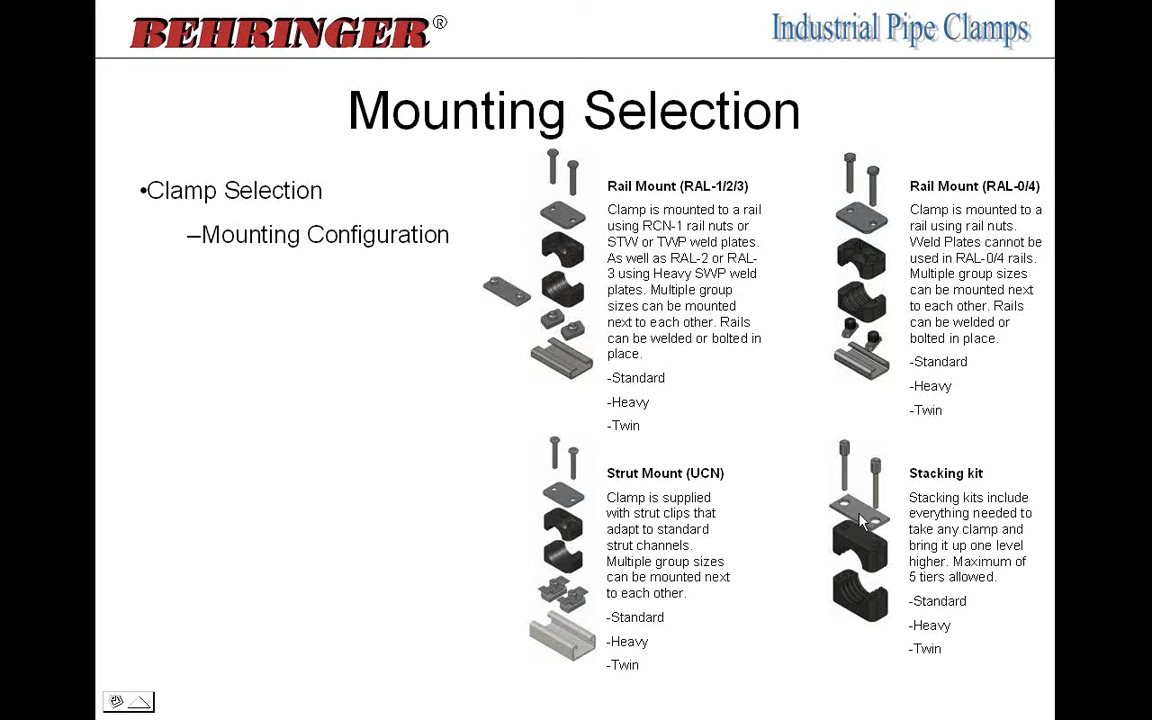 BEHRINGER®
Industrial Pipe Clamps
Mounting Selection
•Clamp Selection
–Mounting Configuration
Rail Mount (RAL-1/2/3)
Clamp is mounted to a rail
using RCN-1 rail nuts or
STW or TWP weld plates.
As well as RAL-2 or RAL-
3 using Heavy SWP weld
plates. Multiple group
sizes can be mounted
next to each other. Rails
can be welded or bolted in
place.
-Standard
-Heavy
-Twin
Rail Mount (RAL-0/4)
Clamp is mounted to a
rail using rail nuts.
Weld Plates cannot be
used in RAL-0/4 rails.
Multiple group sizes
can be mounted next
to each other. Rails
can be welded or
bolted in place.
-Standard
-Heavy
-Twin
Strut Mount (UCN)
Clamp is supplied
with strut clips that
adapt to standard
strut channels.
Multiple group sizes
can be mounted next
to each other.
-Standard
-Heavy
-Twin
Stacking kit
Stacking kits include
everything needed to
take any clamp and
bring it up one level
higher. Maximum of
5 tiers allowed.
-Standard
-Heavy
-Twin